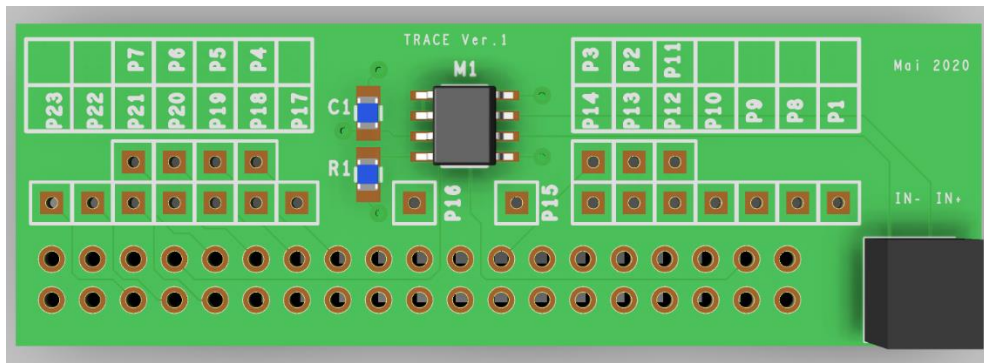 TRACE Ver.1
Mai 2020
P7 P6 P5 P4
P23 P22 P21 P20 P19 P18 P17
M1
C1
R1
P3 P2 P11
P14 P13 P12 P10 P9 P8 P1
P16
P15
IN- IN+